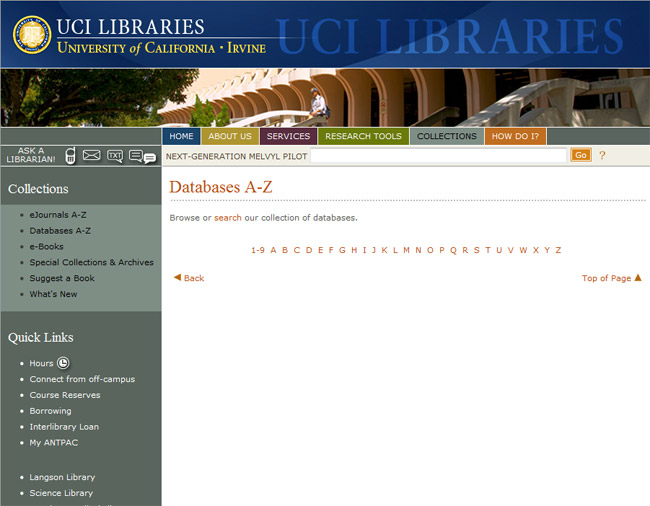 UCI LIBRARIES
UNIVERSITY OF CALIFORNIA · IRVINE
UCI LIBRARIES
HOME ABOUT US SERVICES RESEARCH TOOLS COLLECTIONS HOW DO I?
ASK A
LIBRARIAN!
TXT
NEXT-GENERATION MELVYL PILOT Go ?
Collections
eJournals A-Z
Databases A-Z
e-Books
Special Collections & Archives
Suggest a Book
What's New
Quick Links
Hours
Connect from off-campus
Course Reserves
Borrowing
Interlibrary Loan
My ANTPAC
Langson Library
Science Library
Databases A-Z
Browse or search our collection of databases.
1-9 A B C D E F G H I J K L M N O P Q R S T U V W X Y Z
Back
Top of Page